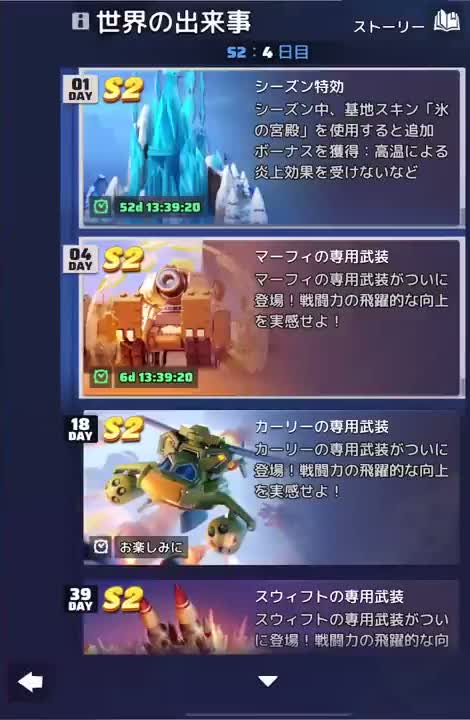 世界の出来事
ストーリー
S2：4 日目
01
DAY
S2
シーズン特効
シーズン中、基地スキン「氷
の宮殿」を使用すると追加
ボーナスを獲得：高温による
炎上効果を受けないなど
52d 13:39:20
04
DAY
S2
マーフィの専用武装
マーフィの専用武装がついに
登場！戦闘力の飛躍的な向上
を実感せよ！
6d 13:39:20
18
DAY
S2
カーリーの専用武装
カーリーの専用武装がついに
登場！戦闘力の飛躍的な向上
を実感せよ！
お楽しみに
39
DAY
S2
スウィフトの専用武装
スウィフトの専用武装がつい
に登場！戦闘力の飛躍的な向